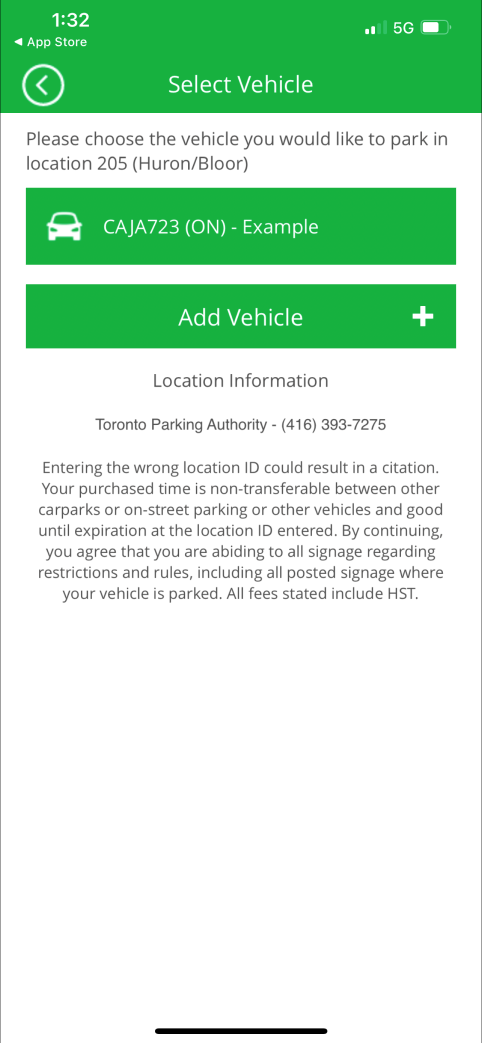 1:32
5G
◀ App Store
Select Vehicle
Please choose the vehicle you would like to park in
location 205 (Huron/Bloor)
CAJA723 (ON) - Example
Add Vehicle +
Location Information
Toronto Parking Authority - (416) 393-7275
Entering the wrong location ID could result in a citation.
Your purchased time is non-transferable between other
carparks or on-street parking or other vehicles and good
until expiration at the location ID entered. By continuing,
you agree that you are abiding to all signage regarding
restrictions and rules, including all posted signage where
your vehicle is parked. All fees stated include HST.